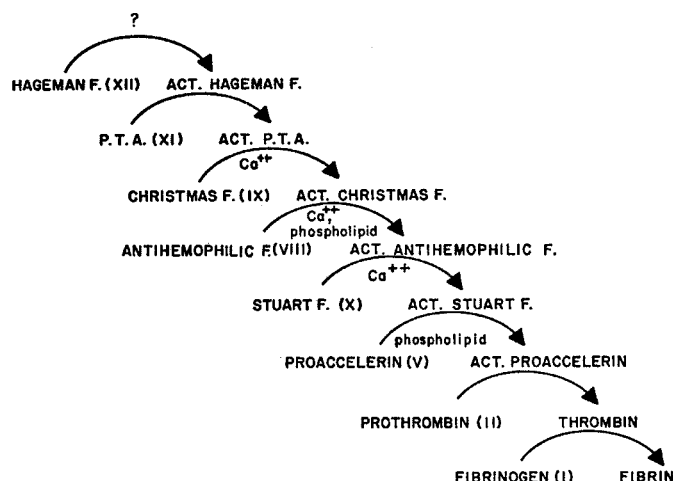 ?
HAGEMAN F. (XII) ACT. HAGEMAN F.
P.T.A. (XI) ACT. P.T.A.
Ca++
CHRISTMAS F. (IX) ACT. CHRISTMAS F.
Ca++,
phospholipid
ANTIHEMOPHILIC F.(VIII) ACT. ANTIHEMOPHILIC F.
Ca++
STUART F. (X) ACT. STUART F.
phospholipid
PROACCELERIN (V) ACT. PROACCELERIN
PROTHROMBIN (II) THROMBIN
FIBRINOGEN (I) FIBRIN